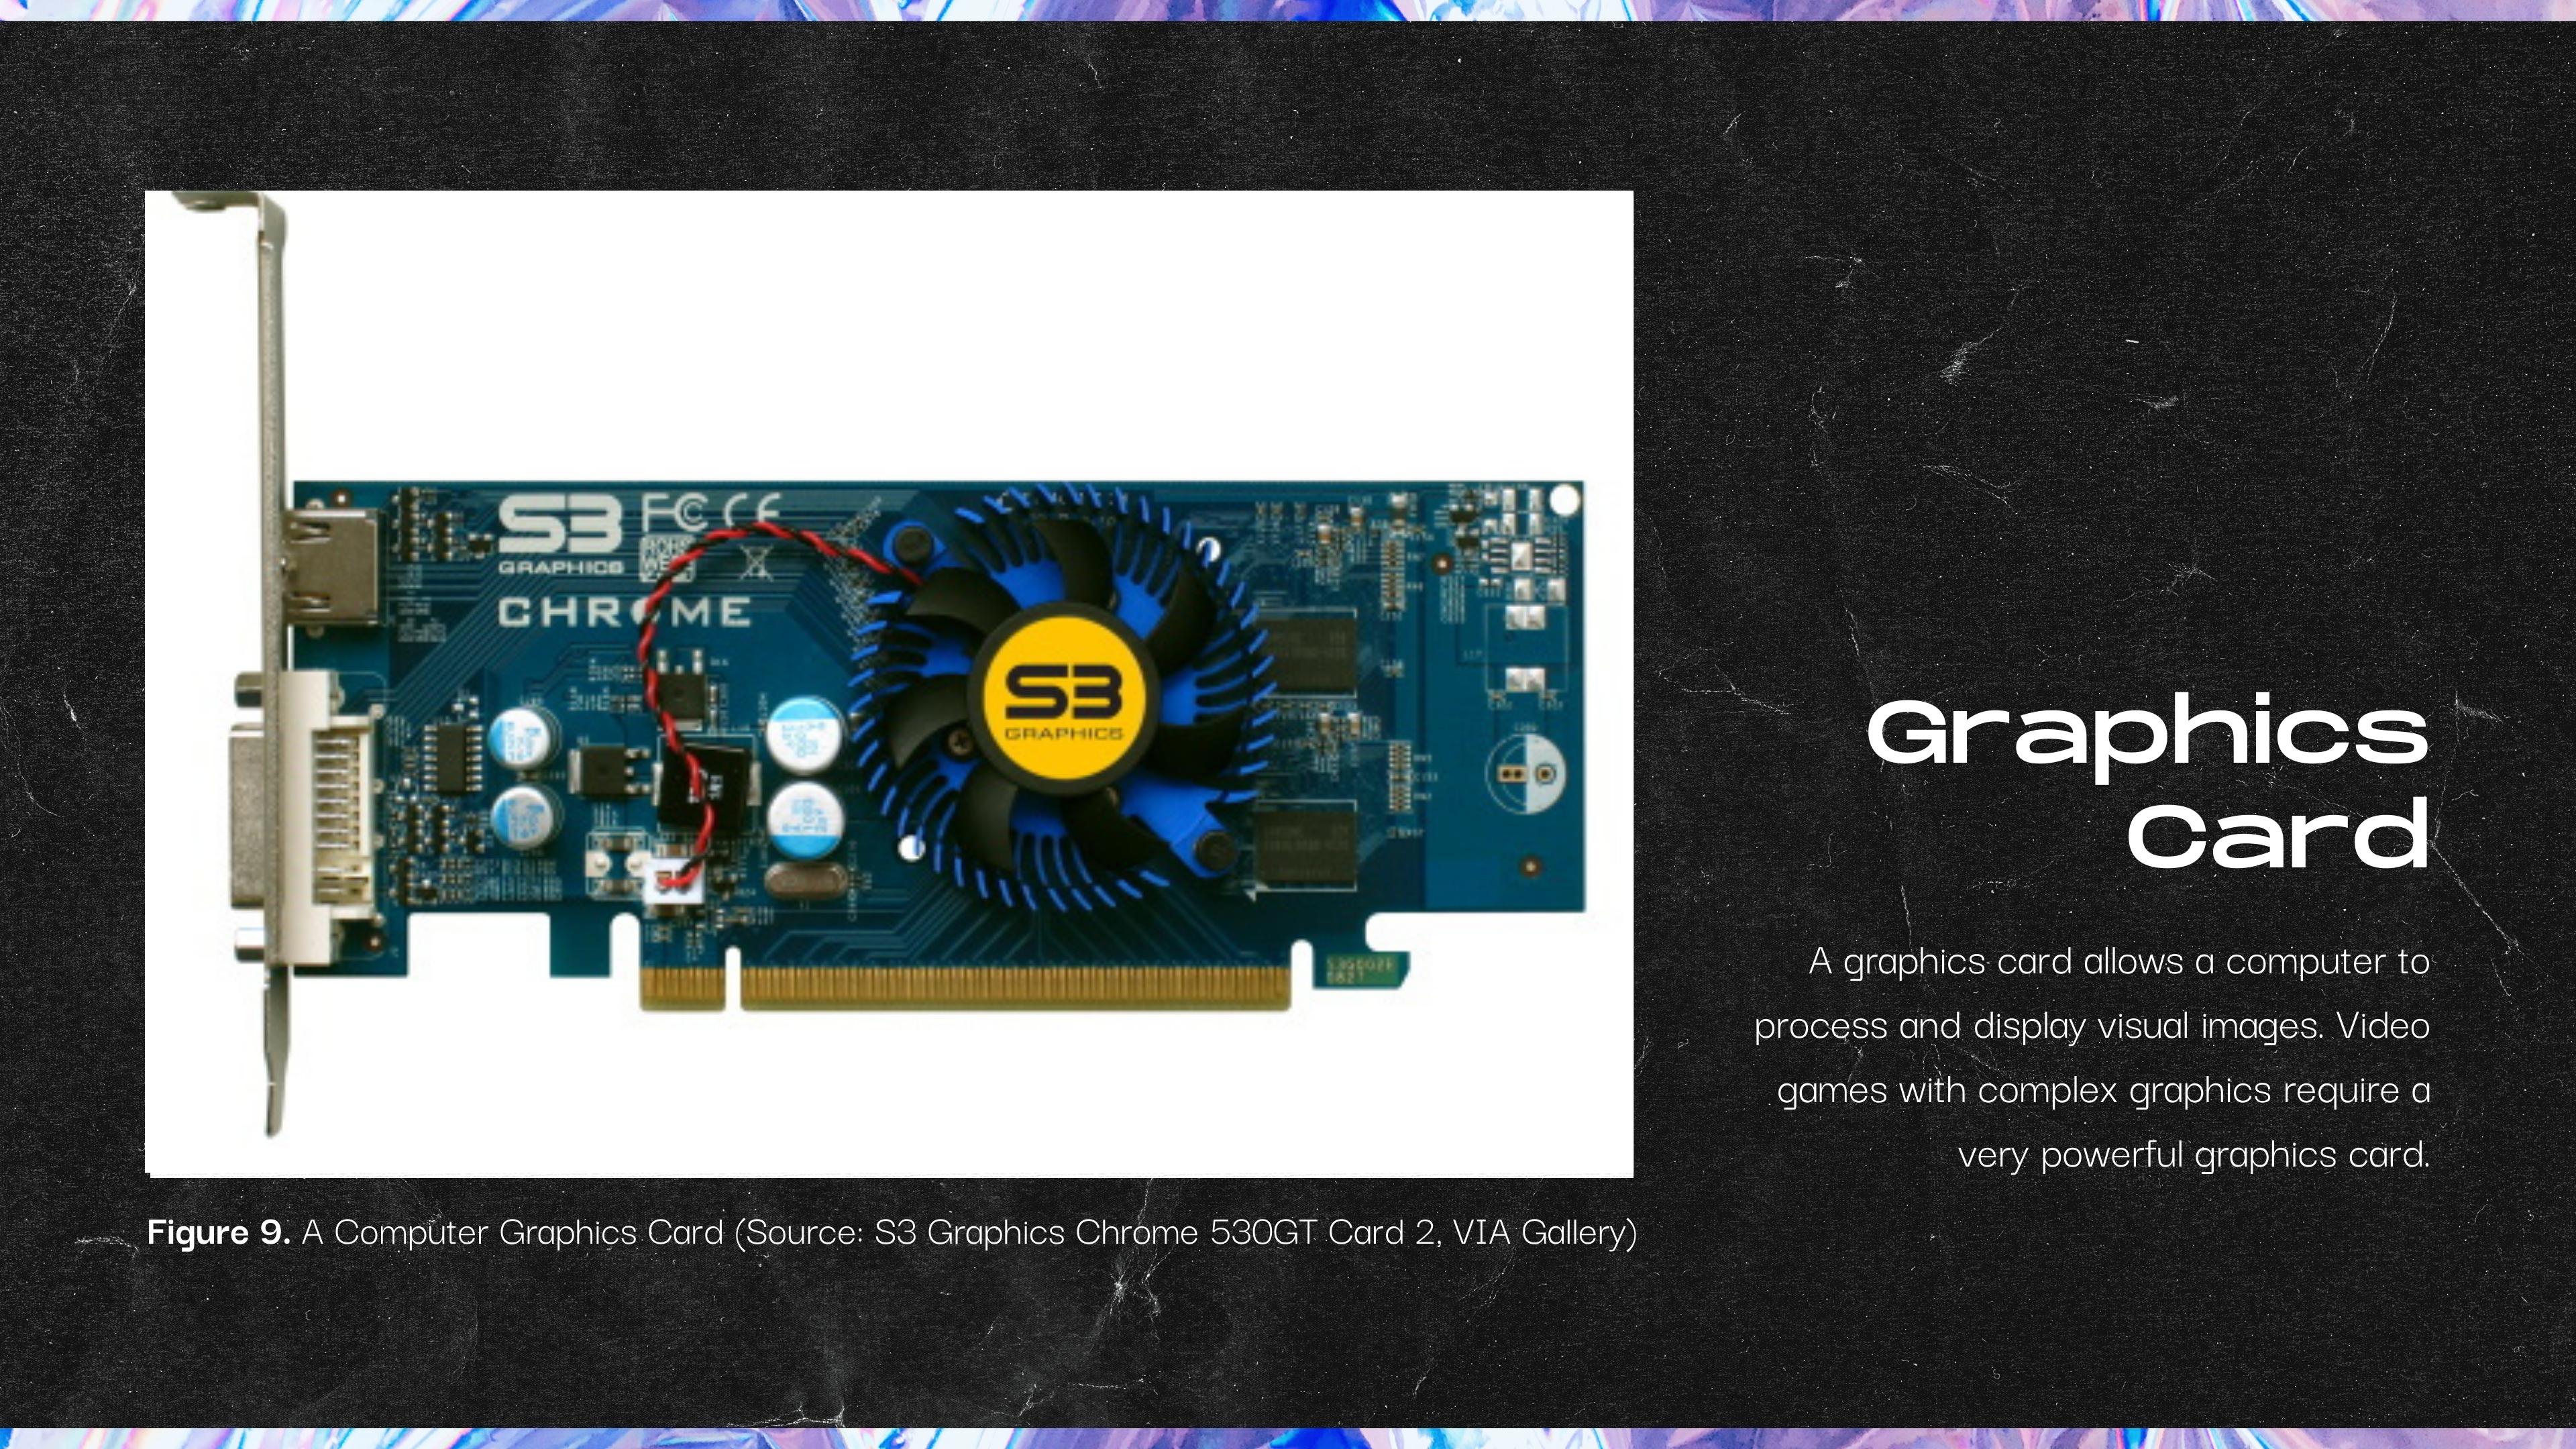 S3
GRAPHICS
FC CE
CHROME
S3
GRAPHICS
Graphics
Card
A graphics card allows a computer to
process and display visual images. Video
games with complex graphics require a
very powerful graphics card.
Figure 9. A Computer Graphics Card (Source: S3 Graphics Chrome 530GT Card 2, VIA Gallery)